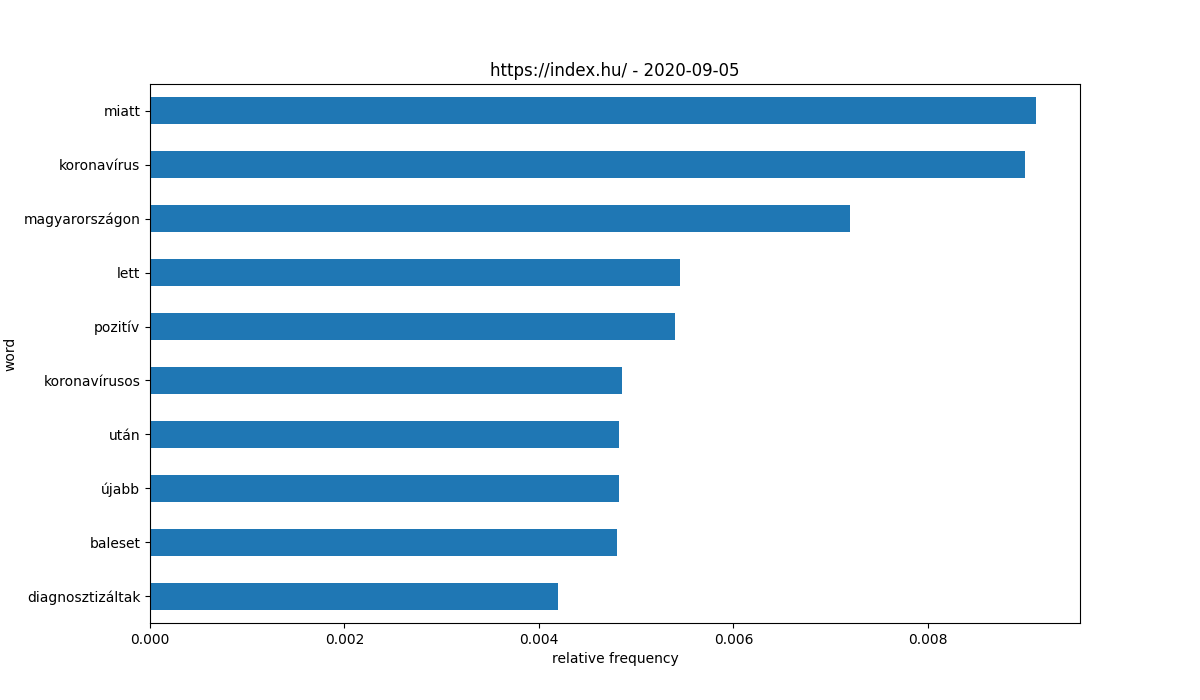 https://index.hu/ - 2020-09-05
miatt
koronavírus
magyarországon
lett
pozitív
koronavírusos
után
újabb
baleset
diagnosztizáltak
word
0.000 0.002 0.004 0.006 0.008
relative frequency